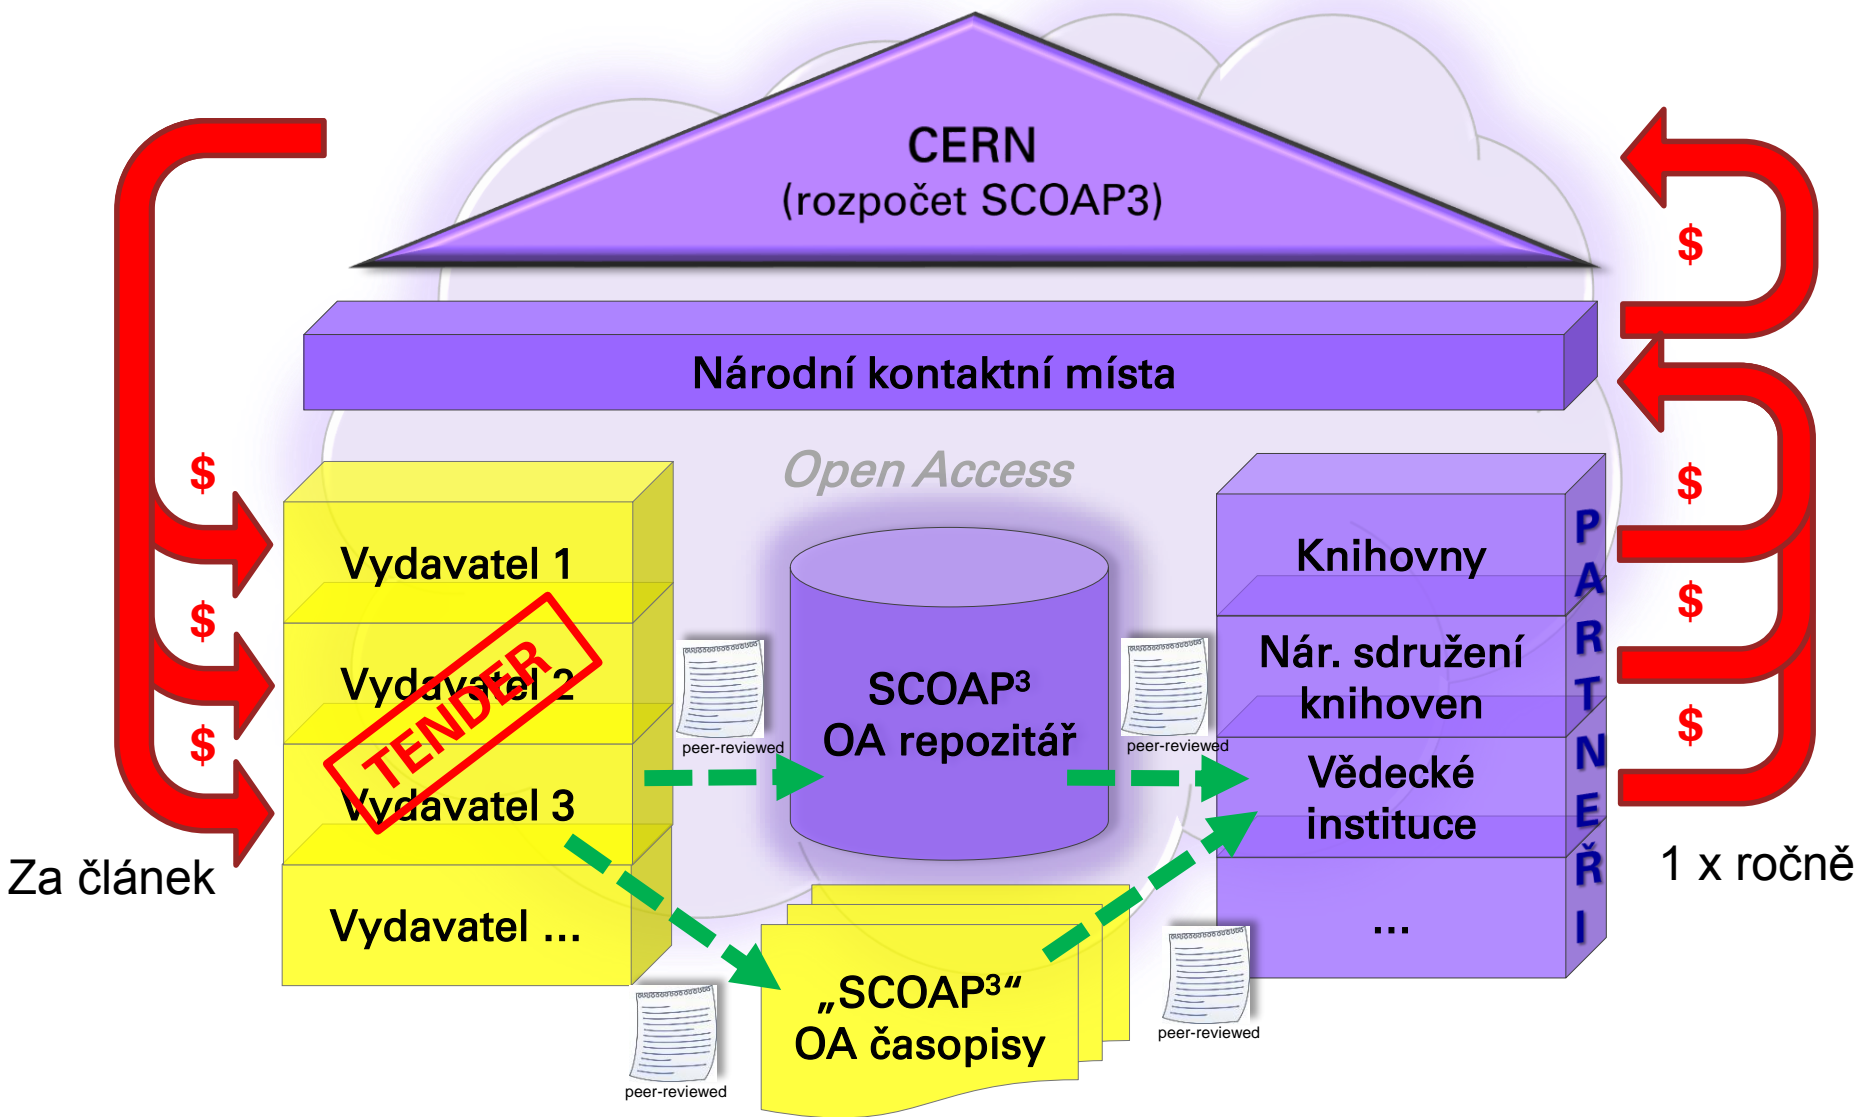 CERN
(rozpočet SCOAP3)
$
Národní kontaktní místa
Open Access
$
$
$
$
$
$
Vydavatel 1
Vydavatel 2
Vydavatel 3
Vydavatel ...
TENDER
Za článek
peer-reviewed
SCOAP³
OA repozitář
peer-reviewed
Knihovny
Nár. sdružení
knihoven
Vědecké
instituce
...
PARTNEŘI
1 x ročně
peer-reviewed
„SCOAP³“
OA časopisy
peer-reviewed